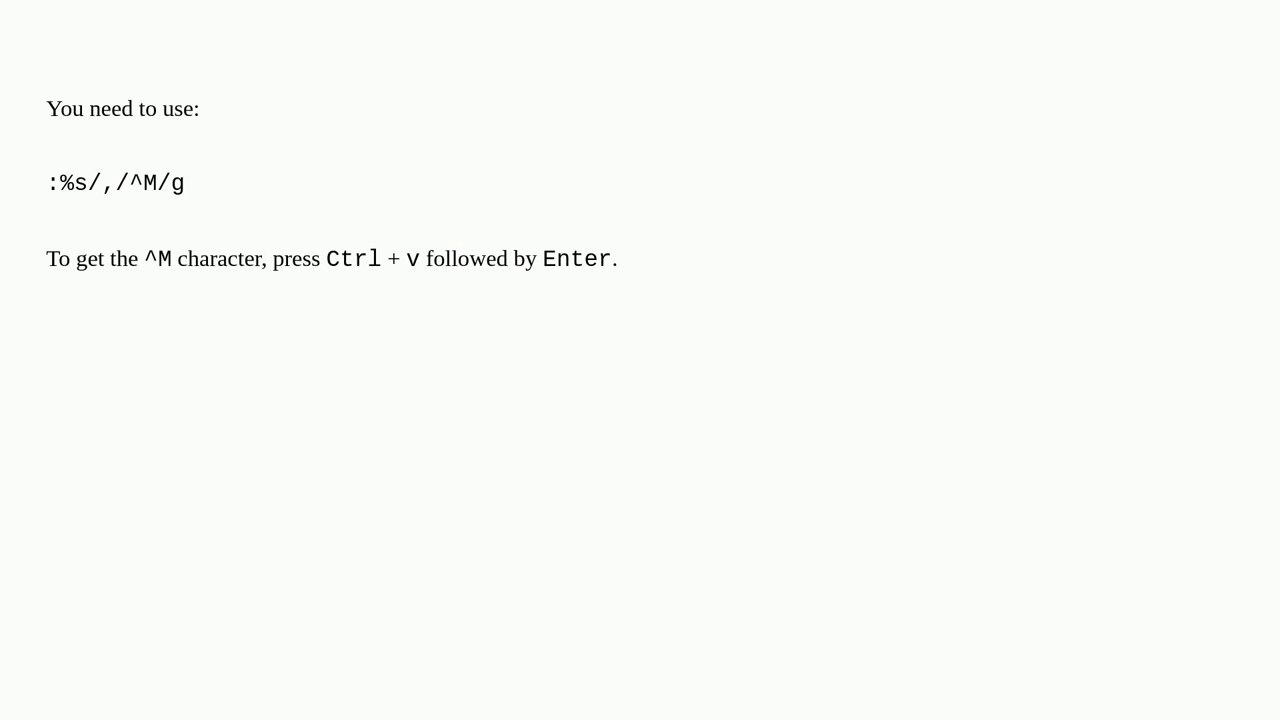 You need to use:
:%s/,/^M/g
To get the ^M character, press Ctrl + v followed by Enter.